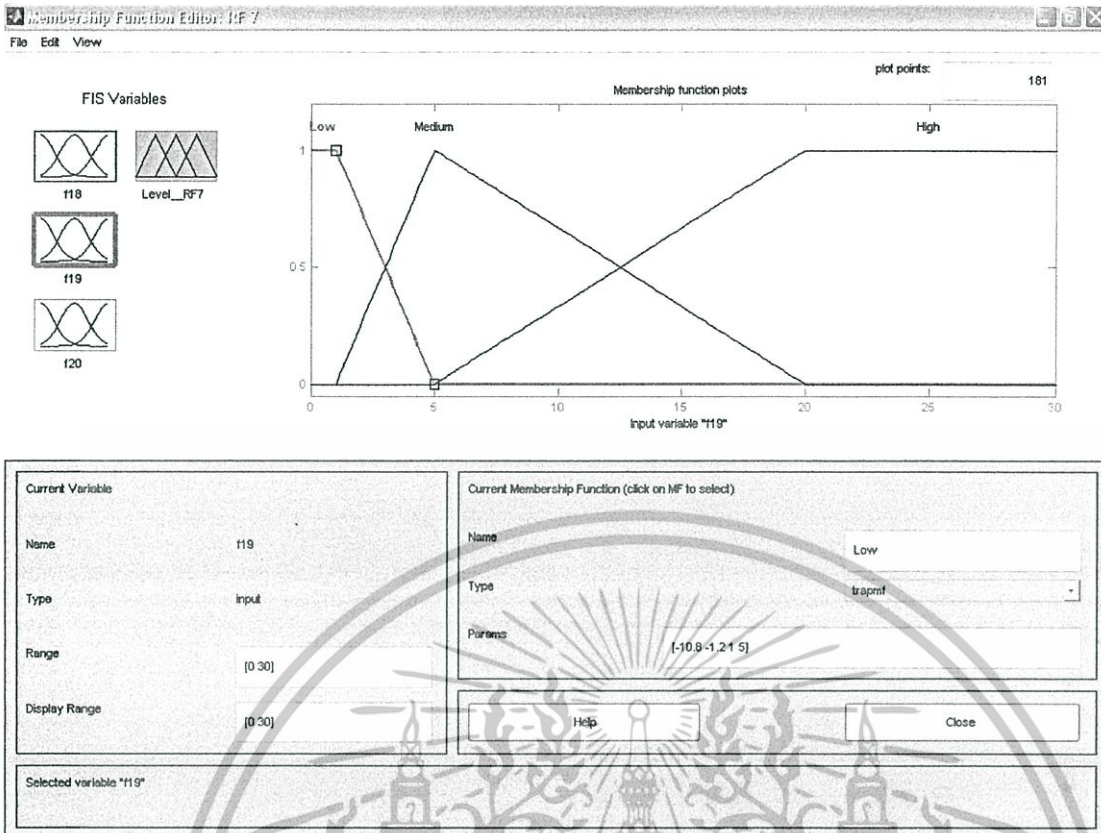 Membership Function Editor: RF 7
File Edit View
FIS Variables
f18
Level__RF7
f19
f20
plot points:
181
Membership function plots
Low
Medium
High
1
0.5
0
0 5 10 15 20 25 30
Input variable "f19"
Current Variable
Name f19
Type input
Range [0 30]
Display Range [0 30]
Current Membership Function (click on MF to select)
Name Low
Type trapmf
Params [-10.8 -1.2 1 5]
Help Close
Selected variable "f19"